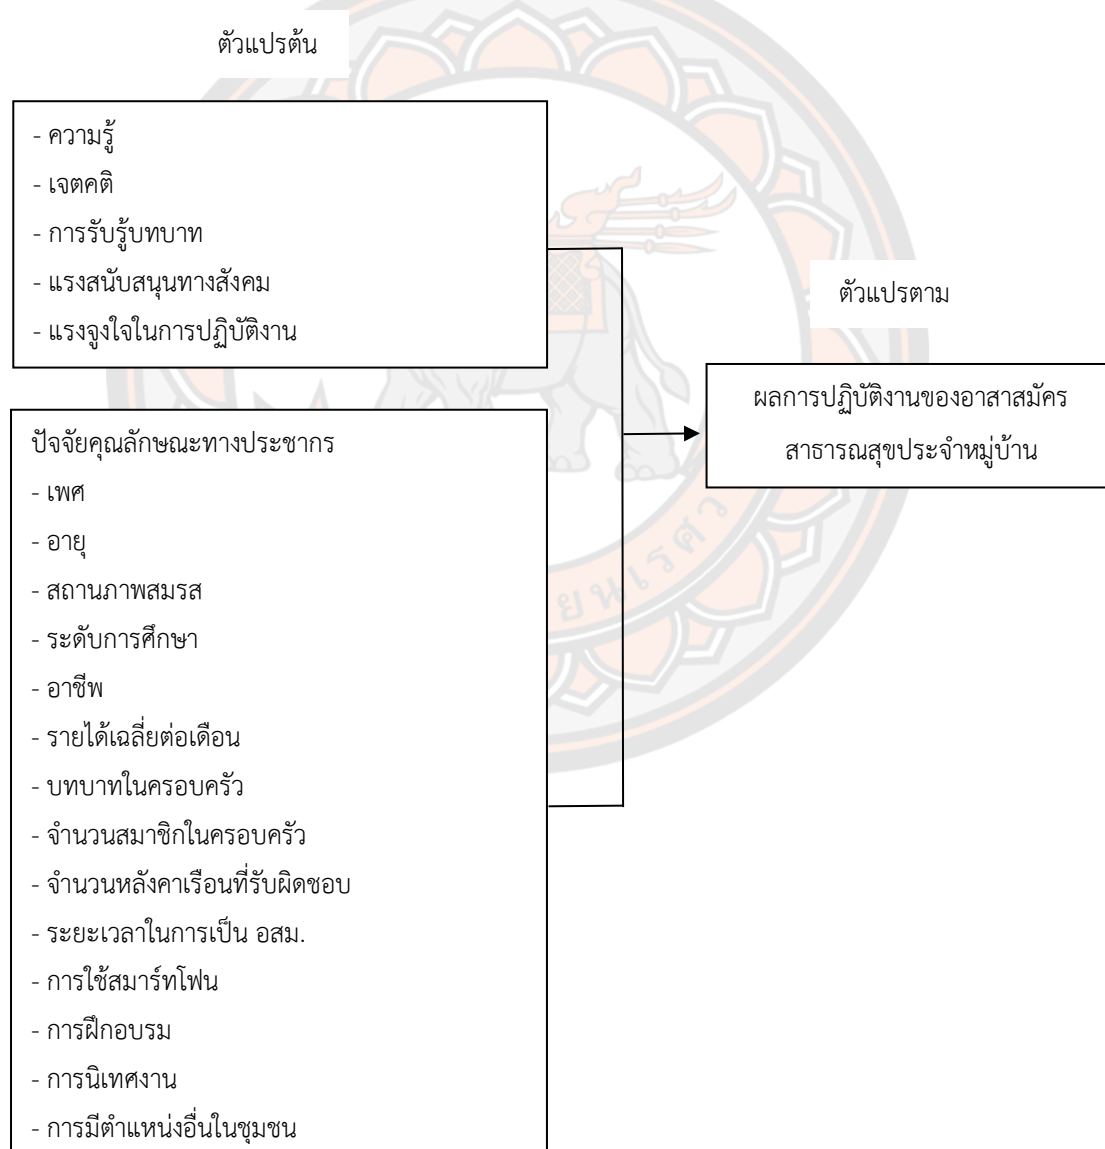 ตัวแปรต้น
- ความรู้
- เจตคติ
- การรับรู้บทบาท
- แรงสนับสนุนทางสังคม
- แรงจูงใจในการปฏิบัติงาน
ตัวแปรตาม
ผลการปฏิบัติงานของอาสาสมัคร
สาธารณสุขประจำหมู่บ้าน
ปัจจัยคุณลักษณะทางประชากร
- เพศ
- อายุ
- สถานภาพสมรส
- ระดับการศึกษา
- อาชีพ
- รายได้เฉลี่ยต่อเดือน
- บทบาทในครอบครัว
- จำนวนสมาชิกในครอบครัว
- จำนวนหลังคาเรือนที่รับผิดชอบ
- ระยะเวลาในการเป็น อสม.
- การใช้สมาร์ทโฟน
- การฝึกอบรม
- การนิเทศงาน
- การมีตำแหน่งอื่นในชุมชน